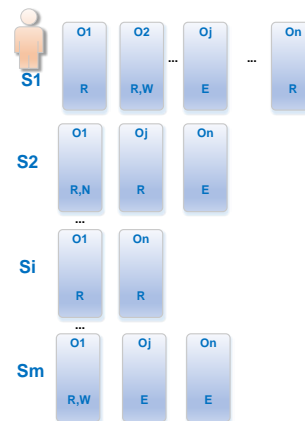 O1 O2 Oj On
... ...
S1
R R,W E R
O1 Oj On
S2
R,N R E
...
O1 On
Si
R R
...
O1 Oj On
Sm
R,W E E